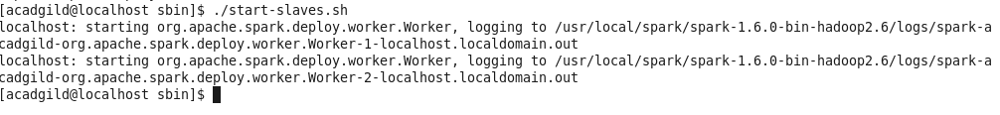 [acadgild@localhost sbin]$ ./start-slaves.sh
localhost: starting org.apache.spark.deploy.worker.Worker, logging to /usr/local/spark/spark-1.6.0-bin-hadoop2.6/logs/spark-a
cadgild-org.apache.spark.deploy.worker.Worker-1-localhost.localdomain.out
localhost: starting org.apache.spark.deploy.worker.Worker, logging to /usr/local/spark/spark-1.6.0-bin-hadoop2.6/logs/spark-a
cadgild-org.apache.spark.deploy.worker.Worker-2-localhost.localdomain.out
[acadgild@localhost sbin]$